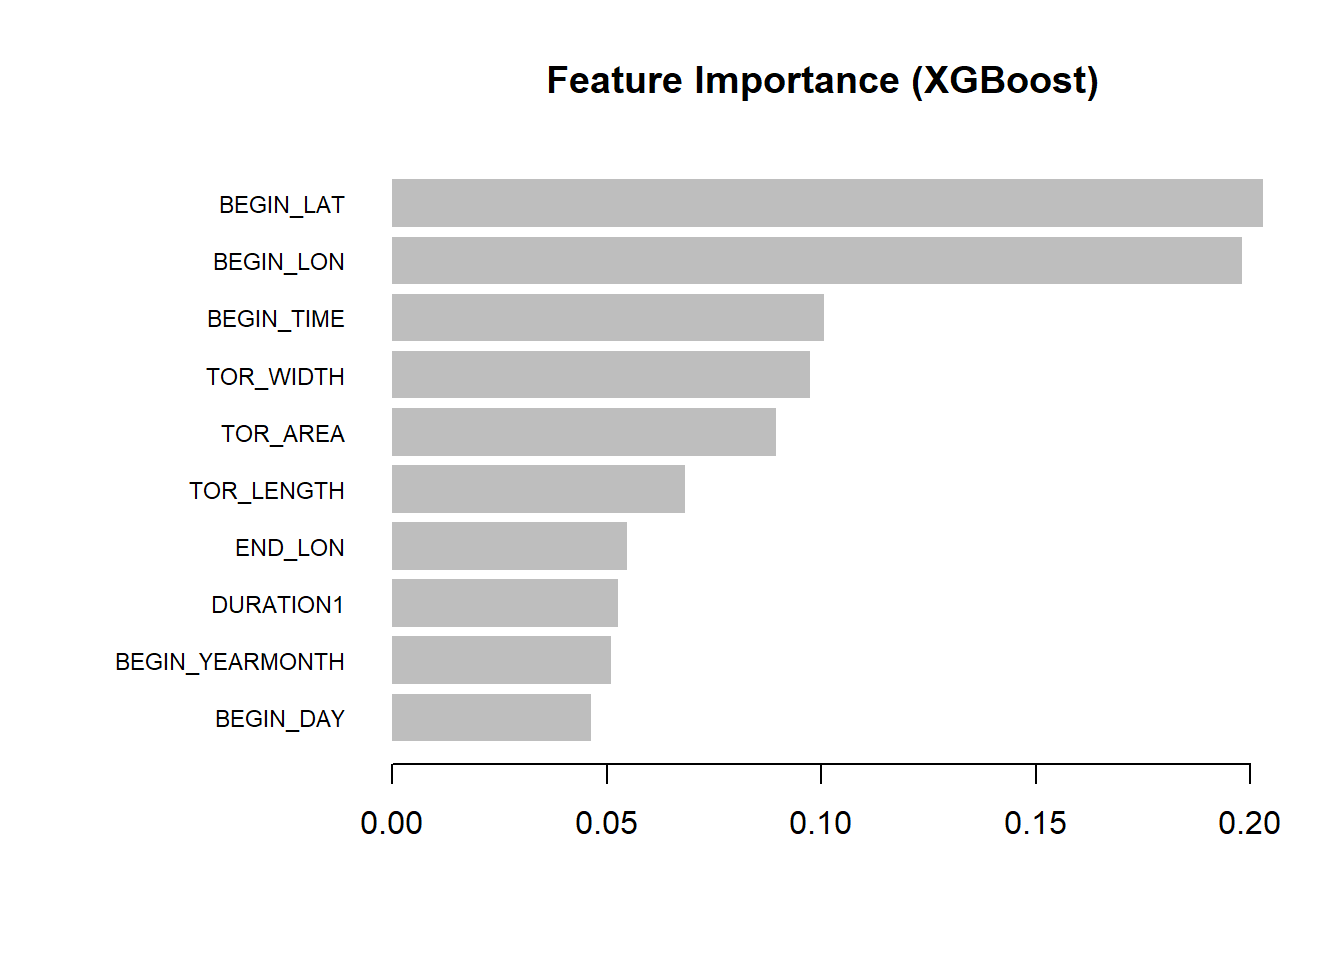 Feature Importance (XGBoost)
BEGIN_LAT
BEGIN_LON
BEGIN_TIME
TOR_WIDTH
TOR_AREA
TOR_LENGTH
END_LON
DURATION1
BEGIN_YEARMONTH
BEGIN_DAY
0.00 0.05 0.10 0.15 0.20